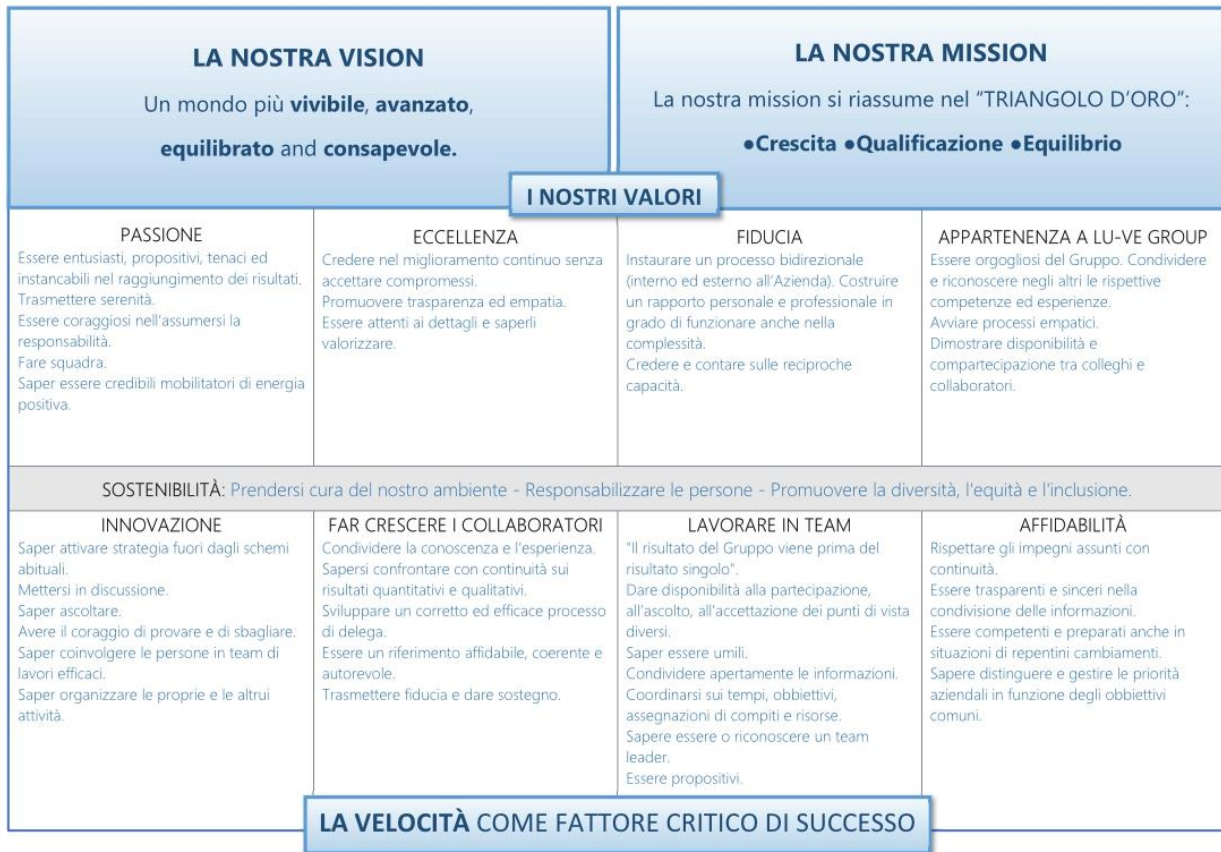 LA NOSTRA VISION
Un mondo più vivibile, avanzato,
equilibrato and consapevole.
LA NOSTRA MISSION
La nostra mission si riassume nel "TRIANGOLO D'ORO":
●Crescita ●Qualificazione ●Equilibrio
I NOSTRI VALORI
PASSIONE
Essere entusiasti, propositivi, tenaci ed
instancabili nel raggiungimento dei risultati.
Trasmettere serenità.
Essere coraggiosi nell'assumersi la
responsabilità.
Fare squadra.
Saper essere credibili mobilitatori di energia
positiva.
ECCELLENZA
Credere nel miglioramento continuo senza
accettare compromessi.
Promuovere trasparenza ed empatia.
Essere attenti ai dettagli e saperli
valorizzare.
FIDUCIA
Instaurare un processo bidirezionale
(interno ed esterno all'Azienda). Costruire
un rapporto personale e professionale in
grado di funzionare anche nella
complessità.
Credere e contare sulle reciproche
capacità.
APPARTENENZA A LU-VE GROUP
Essere orgogliosi del Gruppo. Condividere
e riconoscere negli altri le rispettive
competenze ed esperienze.
Avviare processi empatici.
Dimostrare disponibilità e
compartecipazione tra colleghi e
collaboratori.
SOSTENIBILITÀ: Prendersi cura del nostro ambiente - Responsabilizzare le persone - Promuovere la diversità, l'equità e l'inclusione.
INNOVAZIONE
Saper attivare strategia fuori dagli schemi
abituali.
Mettersi in discussione.
Saper ascoltare.
Avere il coraggio di provare e di sbagliare.
Saper coinvolgere le persone in team di
lavori efficaci.
Saper organizzare le proprie e le altrui
attività.
FAR CRESCERE I COLLABORATORI
Condividere la conoscenza e l'esperienza.
Sapersi confrontare con continuità sui
risultati quantitativi e qualitativi.
Sviluppare un corretto ed efficace processo
di delega.
Essere un riferimento affidabile, coerente e
autorevole.
Trasmettere fiducia e dare sostegno.
LAVORARE IN TEAM
"Il risultato del Gruppo viene prima del
risultato singolo".
Dare disponibilità alla partecipazione,
all'ascolto, all'accettazione dei punti di vista
diversi.
Saper essere umili.
Condividere apertamente le informazioni.
Coordinarsi sui tempi, obbiettivi,
assegnazioni di compiti e risorse.
Sapere essere o riconoscere un team
leader.
Essere propositivi.
AFFIDABILITÀ
Rispettare gli impegni assunti con
continuità.
Essere trasparenti e sinceri nella
condivisione delle informazioni.
Essere competenti e preparati anche in
situazioni di repentini cambiamenti.
Sapere distinguere e gestire le priorità
aziendali in funzione degli obbiettivi
comuni.
LA VELOCITÀ COME FATTORE CRITICO DI SUCCESSO